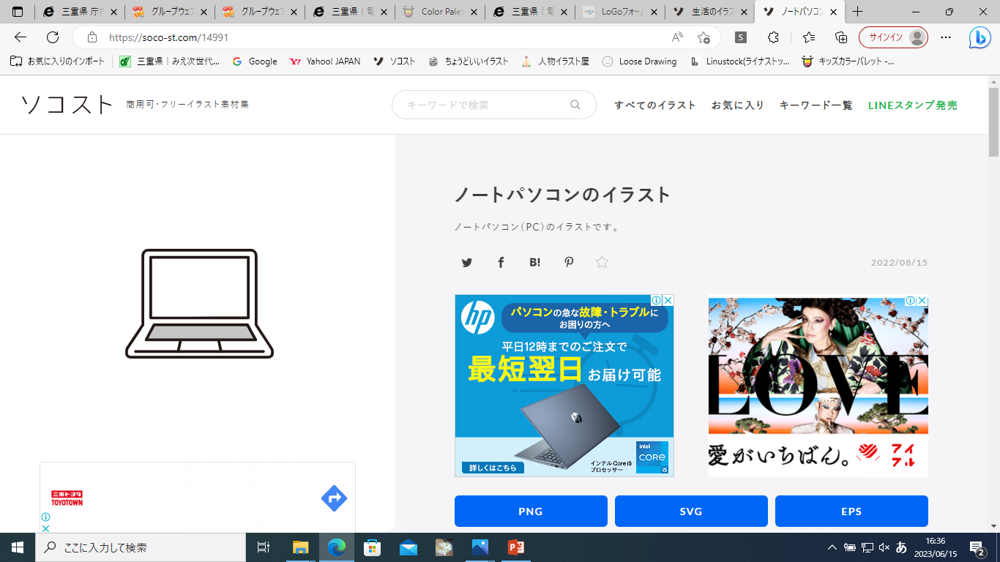 三重県 庁内
グループウェア
グループウェア
三重県｜電
Color Palet
三重県｜電
LoGoフォーム
生活のイラス
ノートパソコン
https://soco-st.com/14991
サインイン
お気に入りのインポート
三重県｜みえ次世代...
Google
Yahoo! JAPAN
ソコスト
ちょうどいいイラスト
人物イラスト屋
Loose Drawing
Linustock(ライナストッ...
キッズカラーパレット -...
ソコスト
商用可・フリーイラスト素材集
キーワードで検索
すべてのイラスト
お気に入り
キーワード一覧
LINEスタンプ発売
ノートパソコンのイラスト
ノートパソコン（PC）のイラストです。
B!
2022/08/15
hp
パソコンの急な故障・トラブルに
お困りの方へ
平日12時までのご注文で
最短翌日お届け可能
hp
intel
CORE
i5
インテル Core i5
プロセッサー
詳しくはこちら
LOVE
愛がいちばん。
アイフル
三重トヨタ
TOYOTOWN
PNG
SVG
EPS
ここに入力して検索
あ
16:36
2023/06/15
2